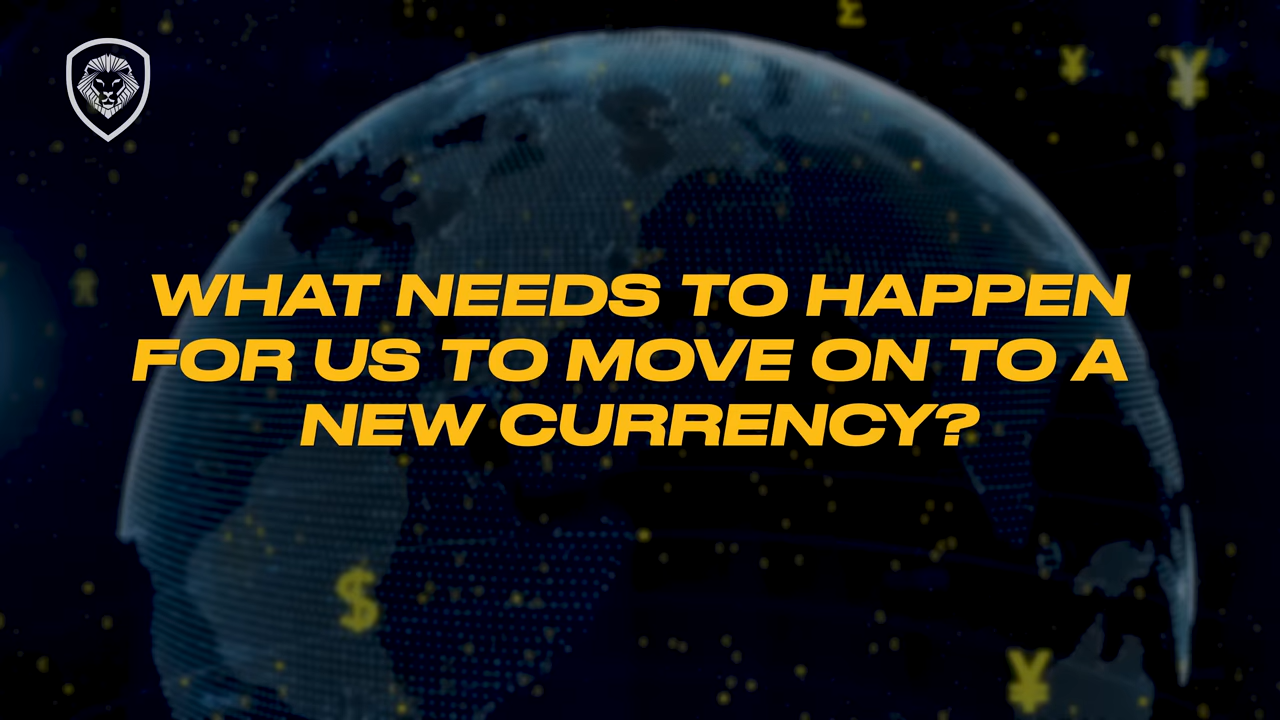 WHAT NEEDS TO HAPPEN
FOR US TO MOVE ON TO A
NEW CURRENCY?
£
¥
¥
$
¥